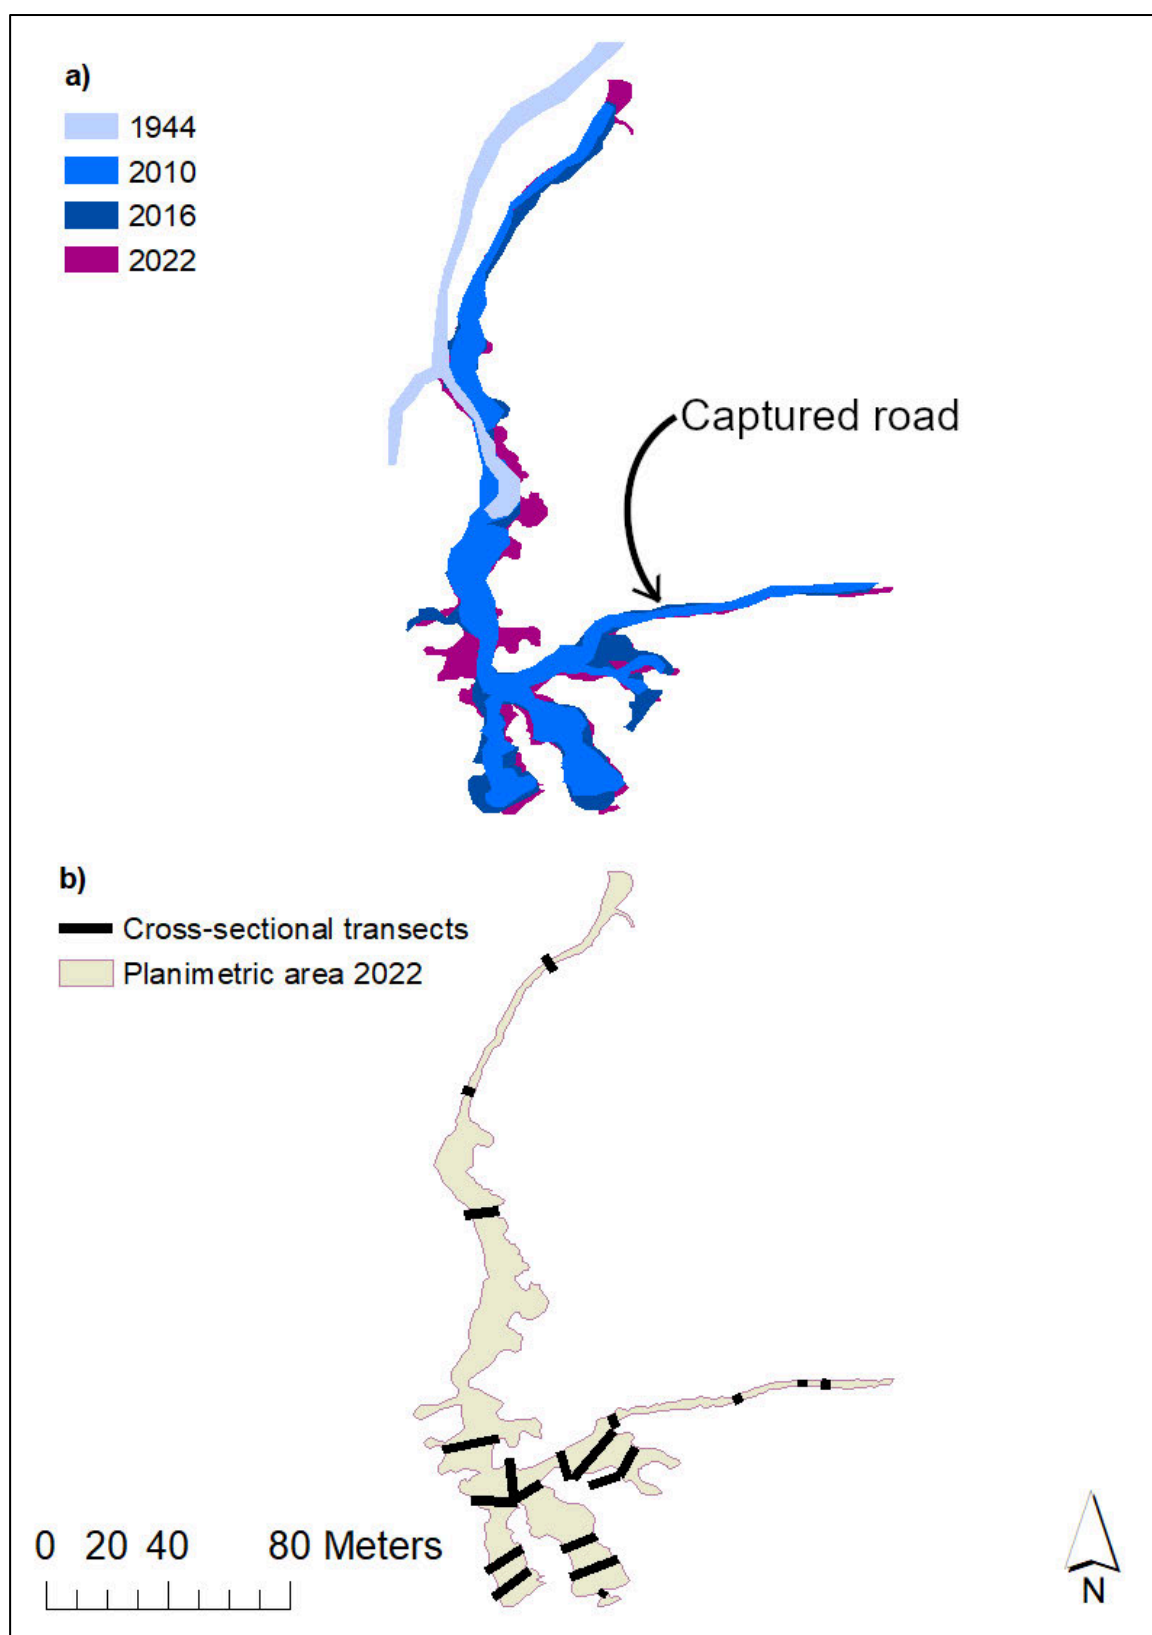 a)
1944
2010
2016
2022
Captured road
b)
Cross-sectional transects
Planimetric area 2022
0 20 40 80 Meters
N